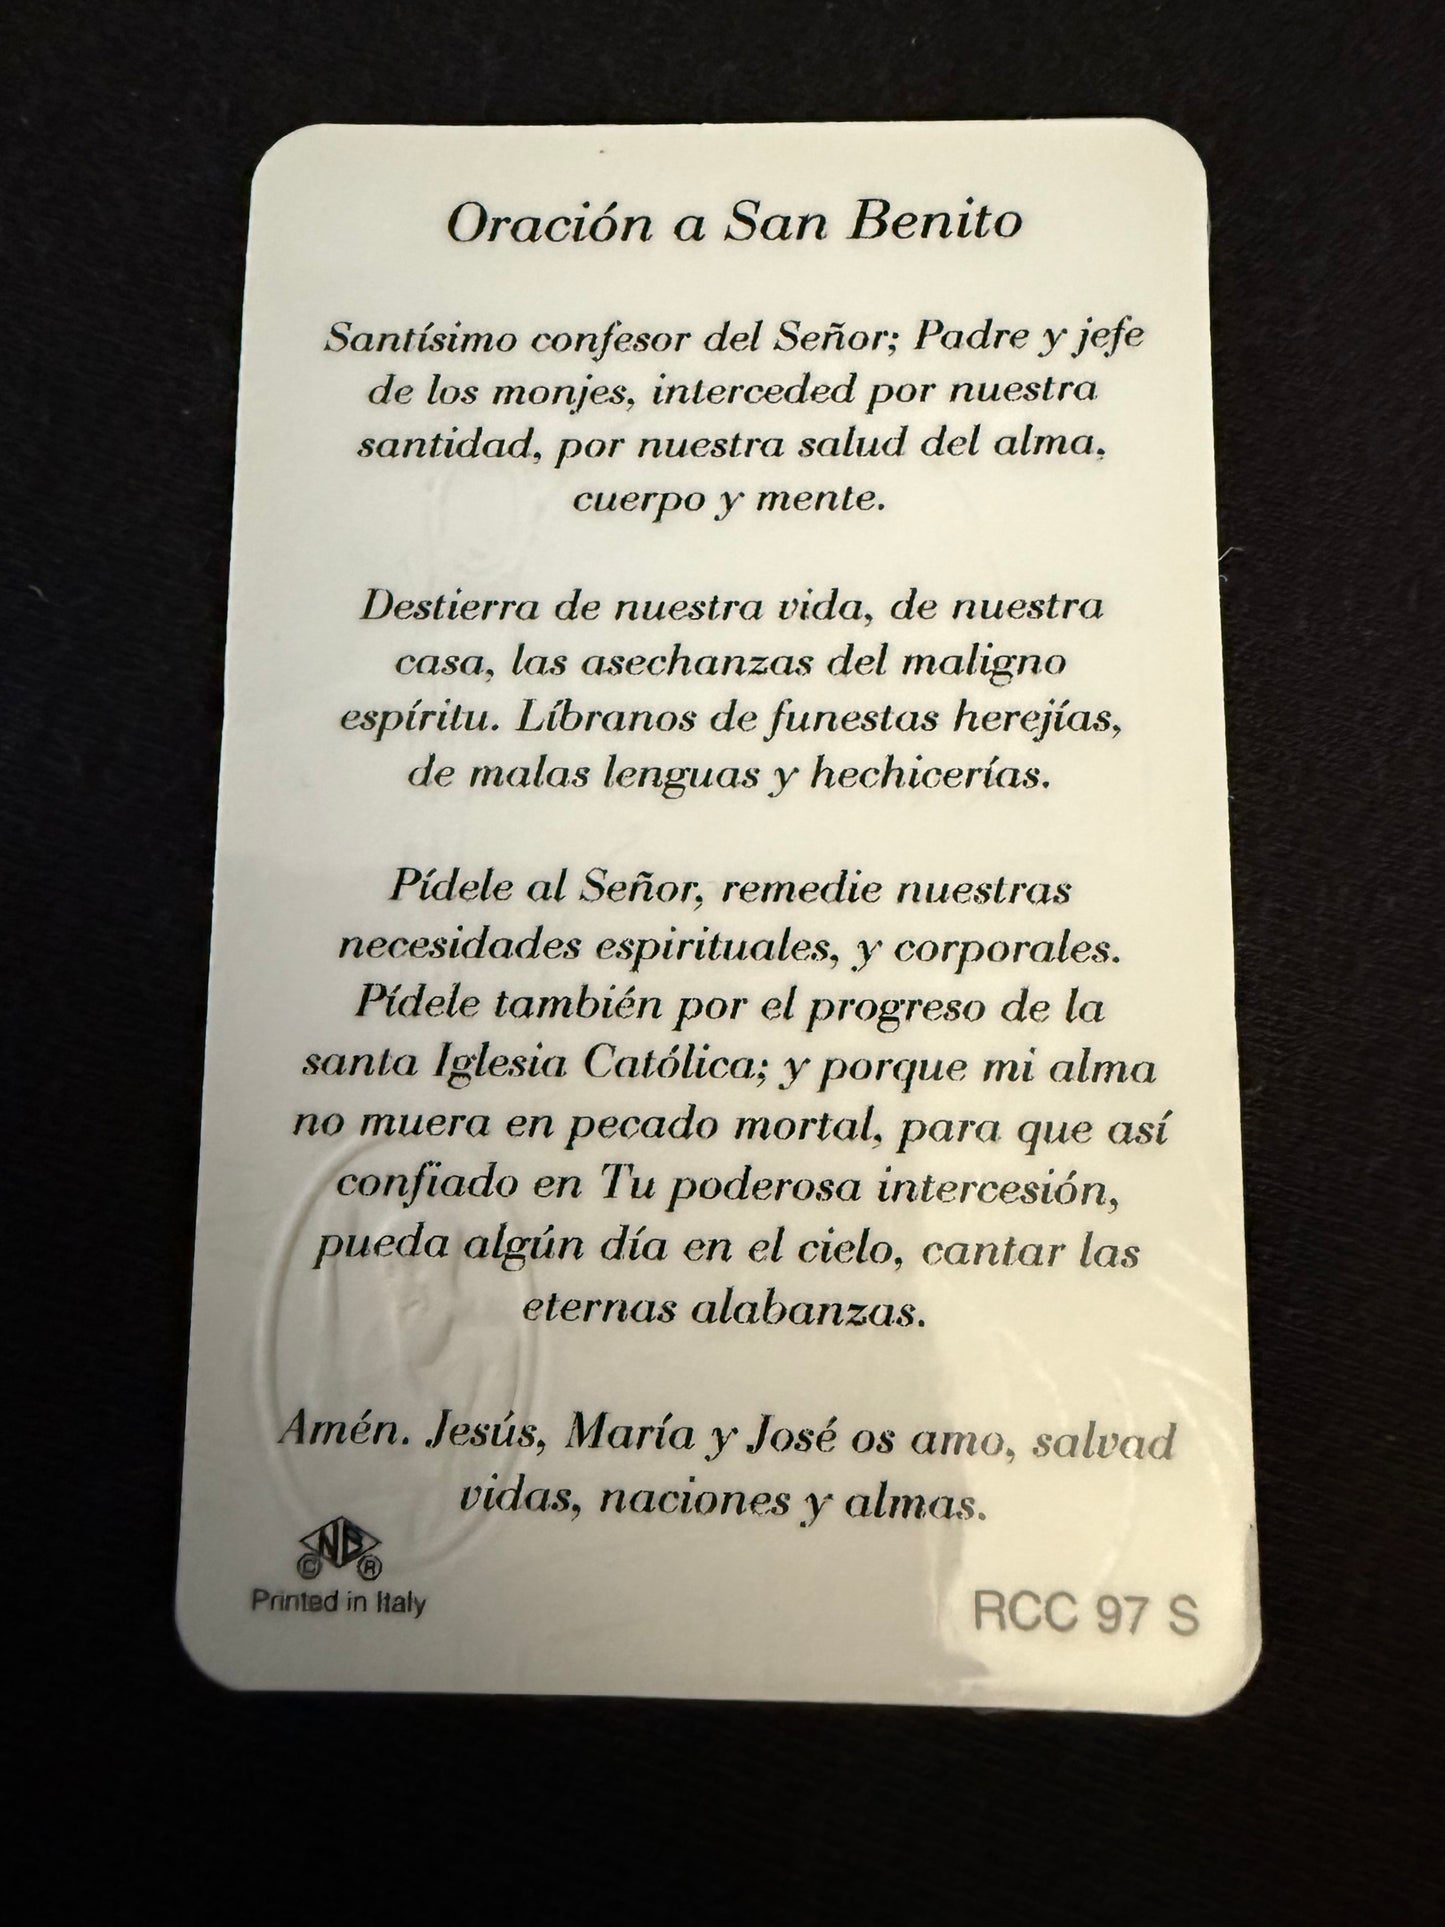 Oración a San Benito
Santísimo confesor del Señor; Padre y jefe
de los monjes, interceded por nuestra
santidad, por nuestra salud del alma,
cuerpo y mente.
Destierra de nuestra vida, de nuestra
casa, las asechanzas del maligno
espíritu. Líbranos de funestas herejías,
de malas lenguas y hechicerías.
Pídele al Señor, remedie nuestras
necesidades espirituales, y corporales.
Pídele también por el progreso de la
santa Iglesia Católica; y porque mi alma
no muera en pecado mortal, para que así
confiado en Tu poderosa intercesión,
pueda algún día en el cielo, cantar las
eternas alabanzas.
Amén. Jesús, María y José os amo, salvad
vidas, naciones y almas.
NB
© ®
Printed in Italy
RCC 97 S